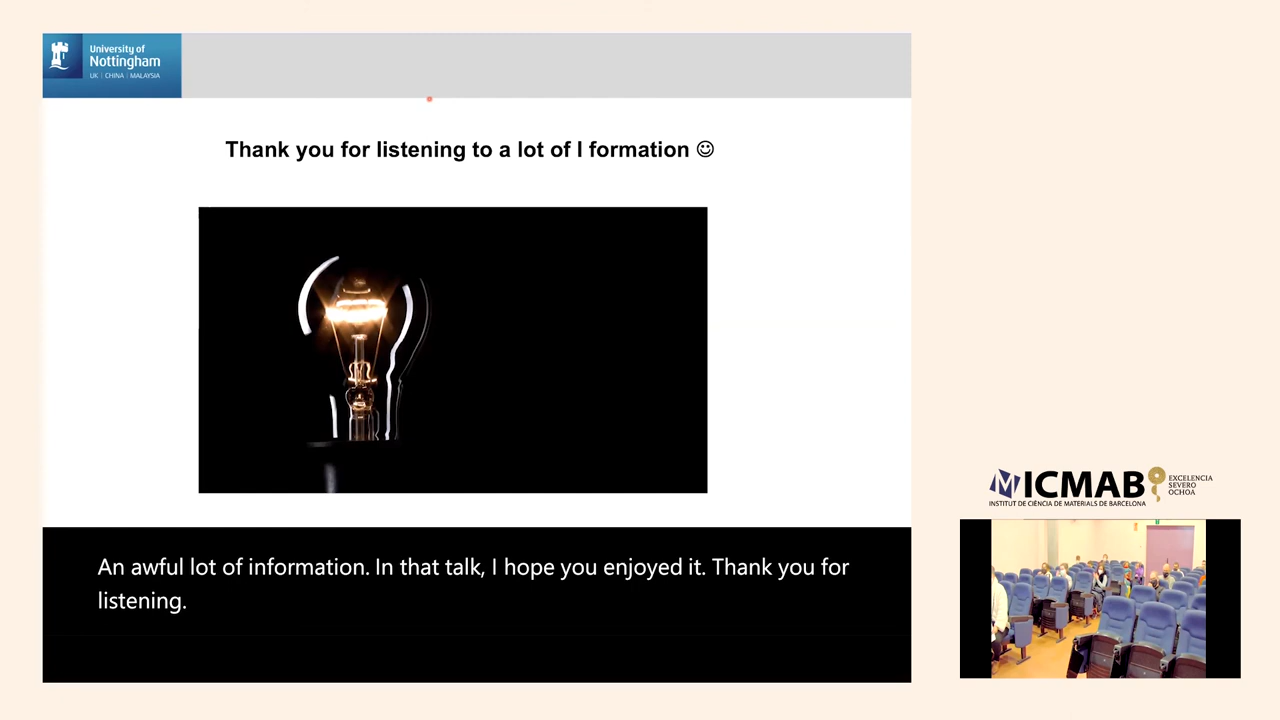 University of
Nottingham
UK | CHINA | MALAYSIA
Thank you for listening to a lot of I formation ☺
MICMAB
EXCELENCIA
SEVERO
OCHOA
INSTITUT DE CIÈNCIA DE MATERIALS DE BARCELONA
An awful lot of information. In that talk, I hope you enjoyed it. Thank you for
listening.